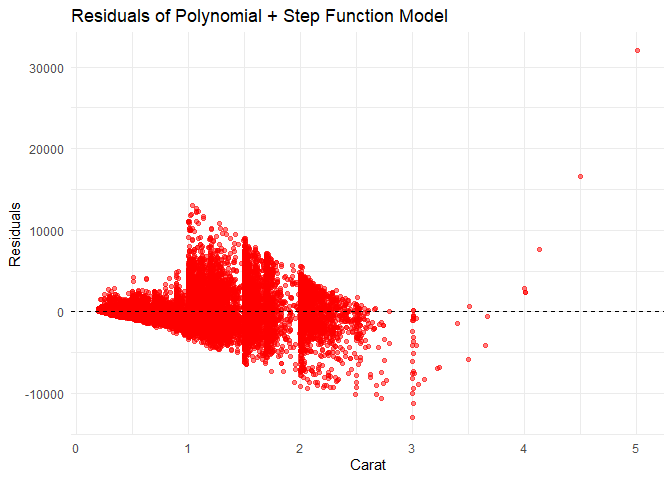 Residuals of Polynomial + Step Function Model
30000
20000
10000
0
-10000
Residuals
0 1 2 3 4 5
Carat